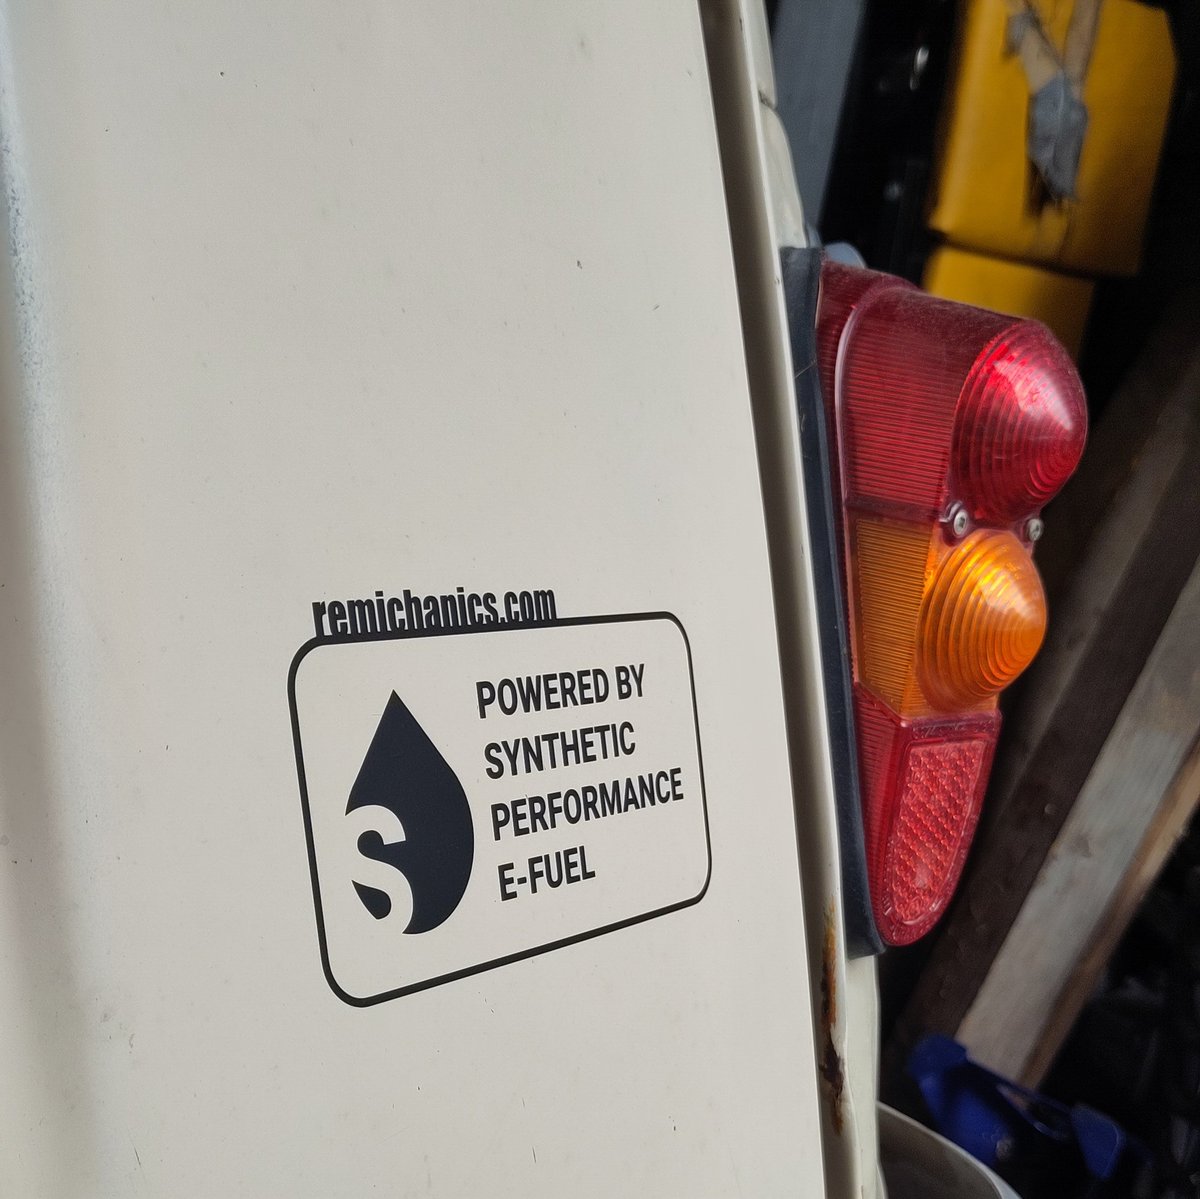 remichanics.com
POWERED BY
SYNTHETIC
PERFORMANCE
E-FUEL
S